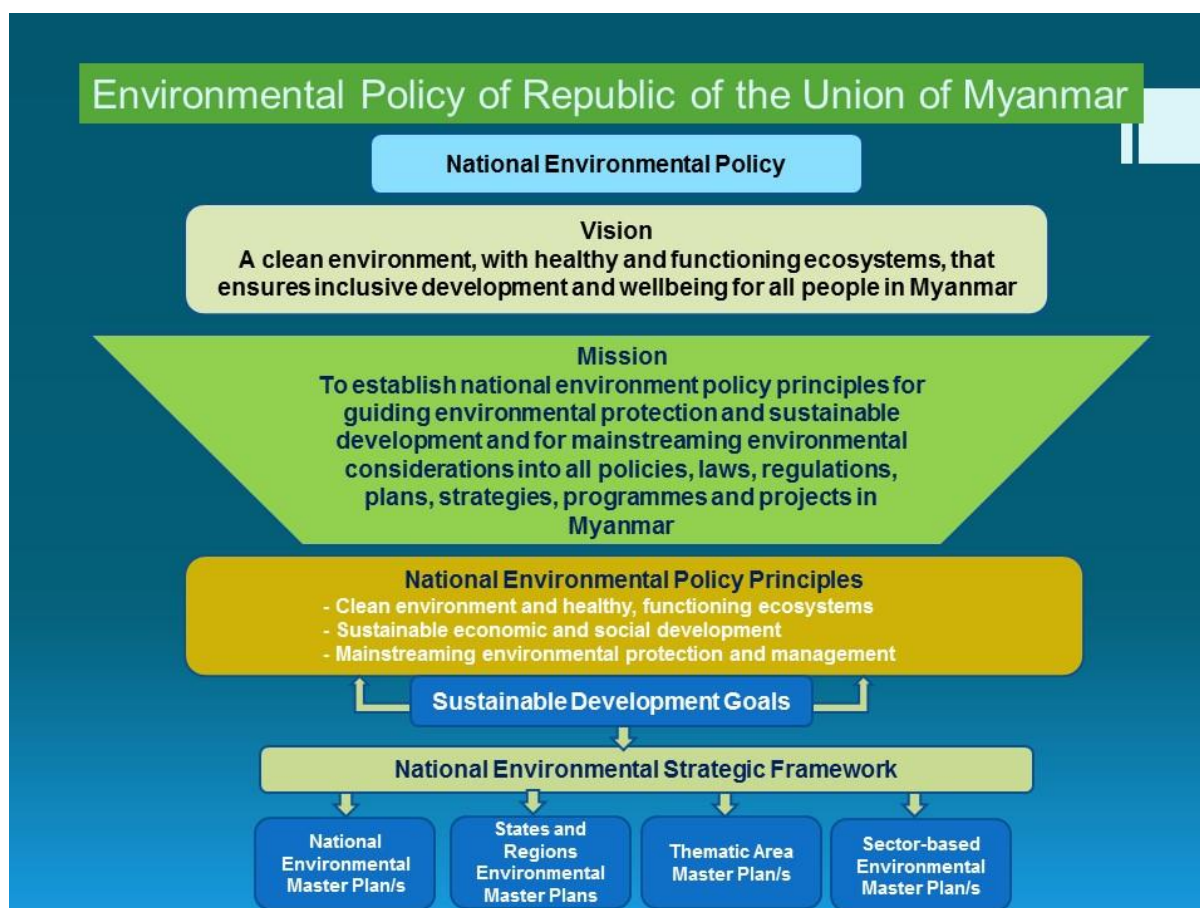 Environmental Policy of Republic of the Union of Myanmar
National Environmental Policy
Vision
A clean environment, with healthy and functioning ecosystems, that
ensures inclusive development and wellbeing for all people in Myanmar
Mission
To establish national environment policy principles for
guiding environmental protection and sustainable
development and for mainstreaming environmental
considerations into all policies, laws, regulations,
plans, strategies, programmes and projects in
Myanmar
National Environmental Policy Principles
- Clean environment and healthy, functioning ecosystems
- Sustainable economic and social development
- Mainstreaming environmental protection and management
Sustainable Development Goals
National Environmental Strategic Framework
National
Environmental
Master Plan/s
States and
Regions
Environmental
Master Plans
Thematic Area
Master Plan/s
Sector-based
Environmental
Master Plan/s